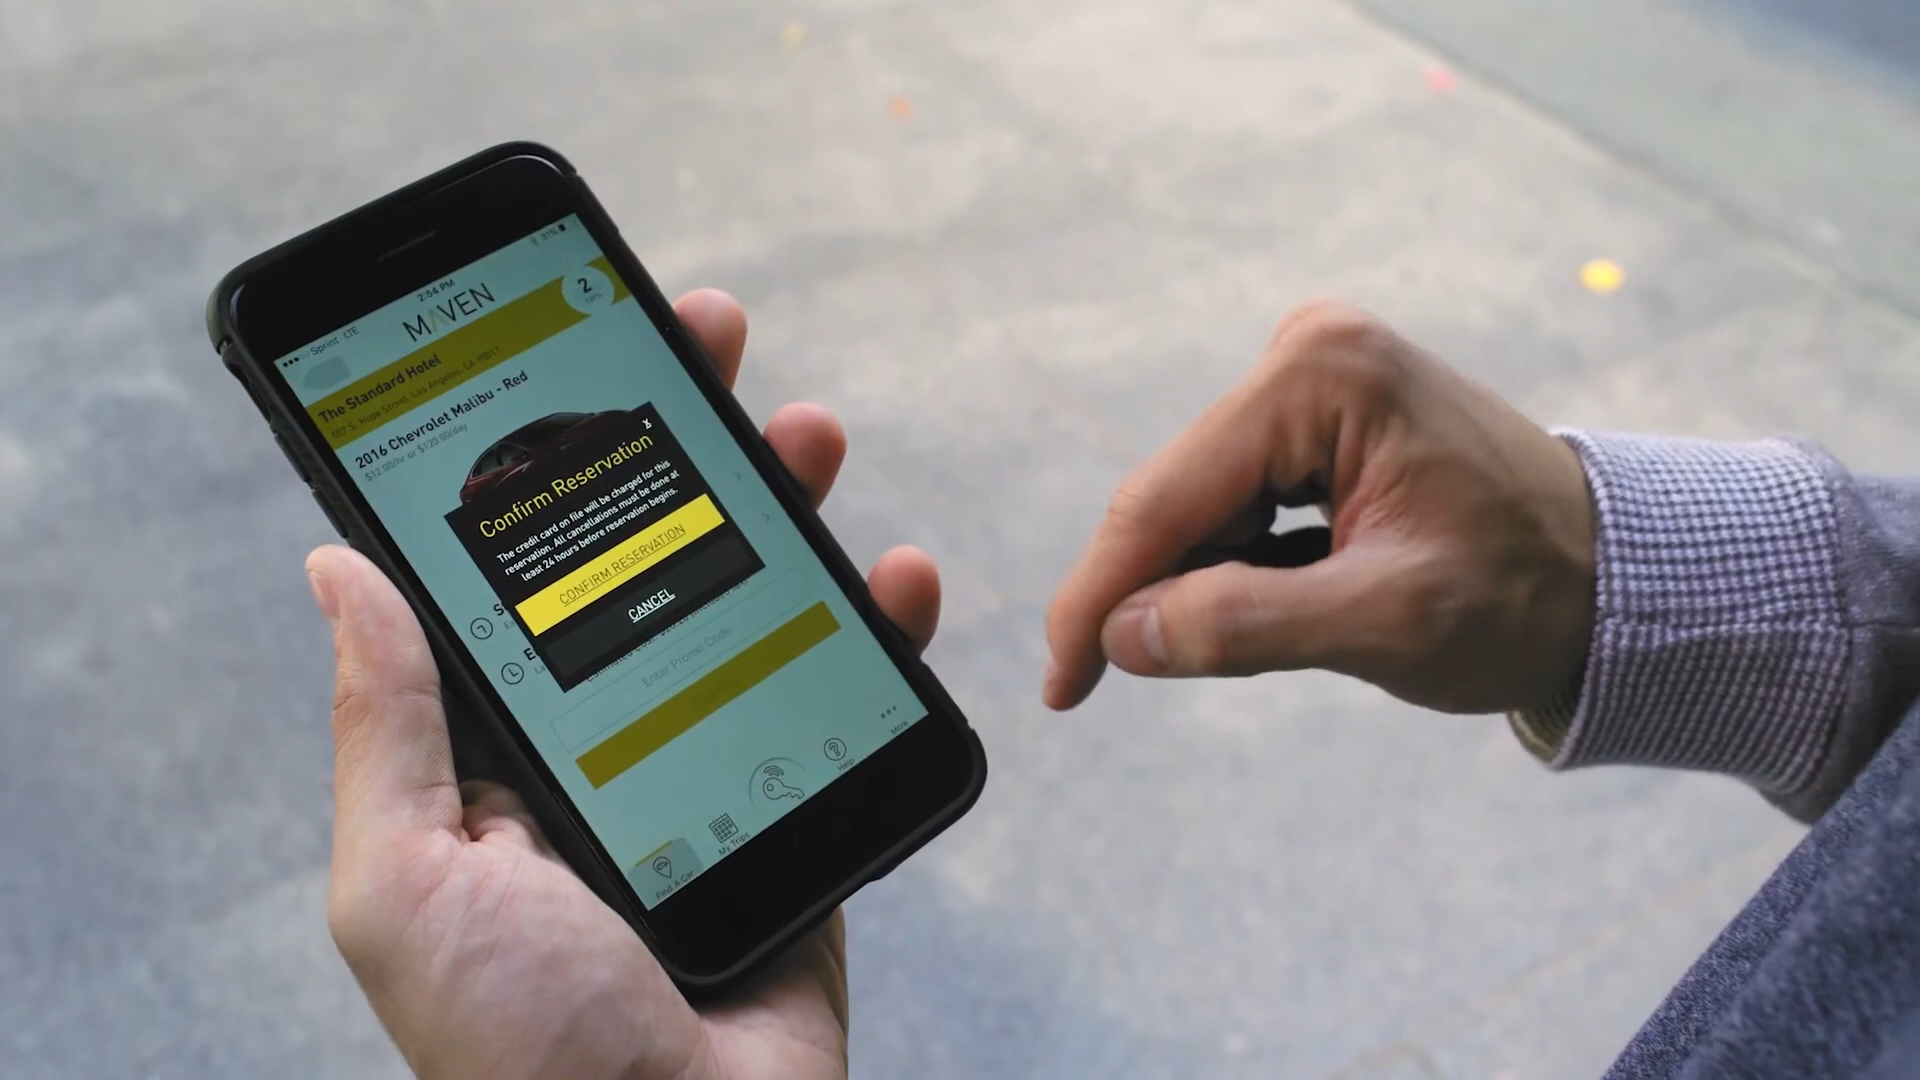 Sprint LTE
2:54 PM
31%
MAVEN
The Standard Hotel
2
cars
2016 Chevrolet Malibu - Red
$12.00/hr or $120.00/day
x
Confirm Reservation
The credit card on file will be charged for this
reservation. All cancellations must be done at
least 24 hours before reservation begins.
CONFIRM RESERVATION
CANCEL
Enter Promo Code
Find A Car
My Trips
Help
More